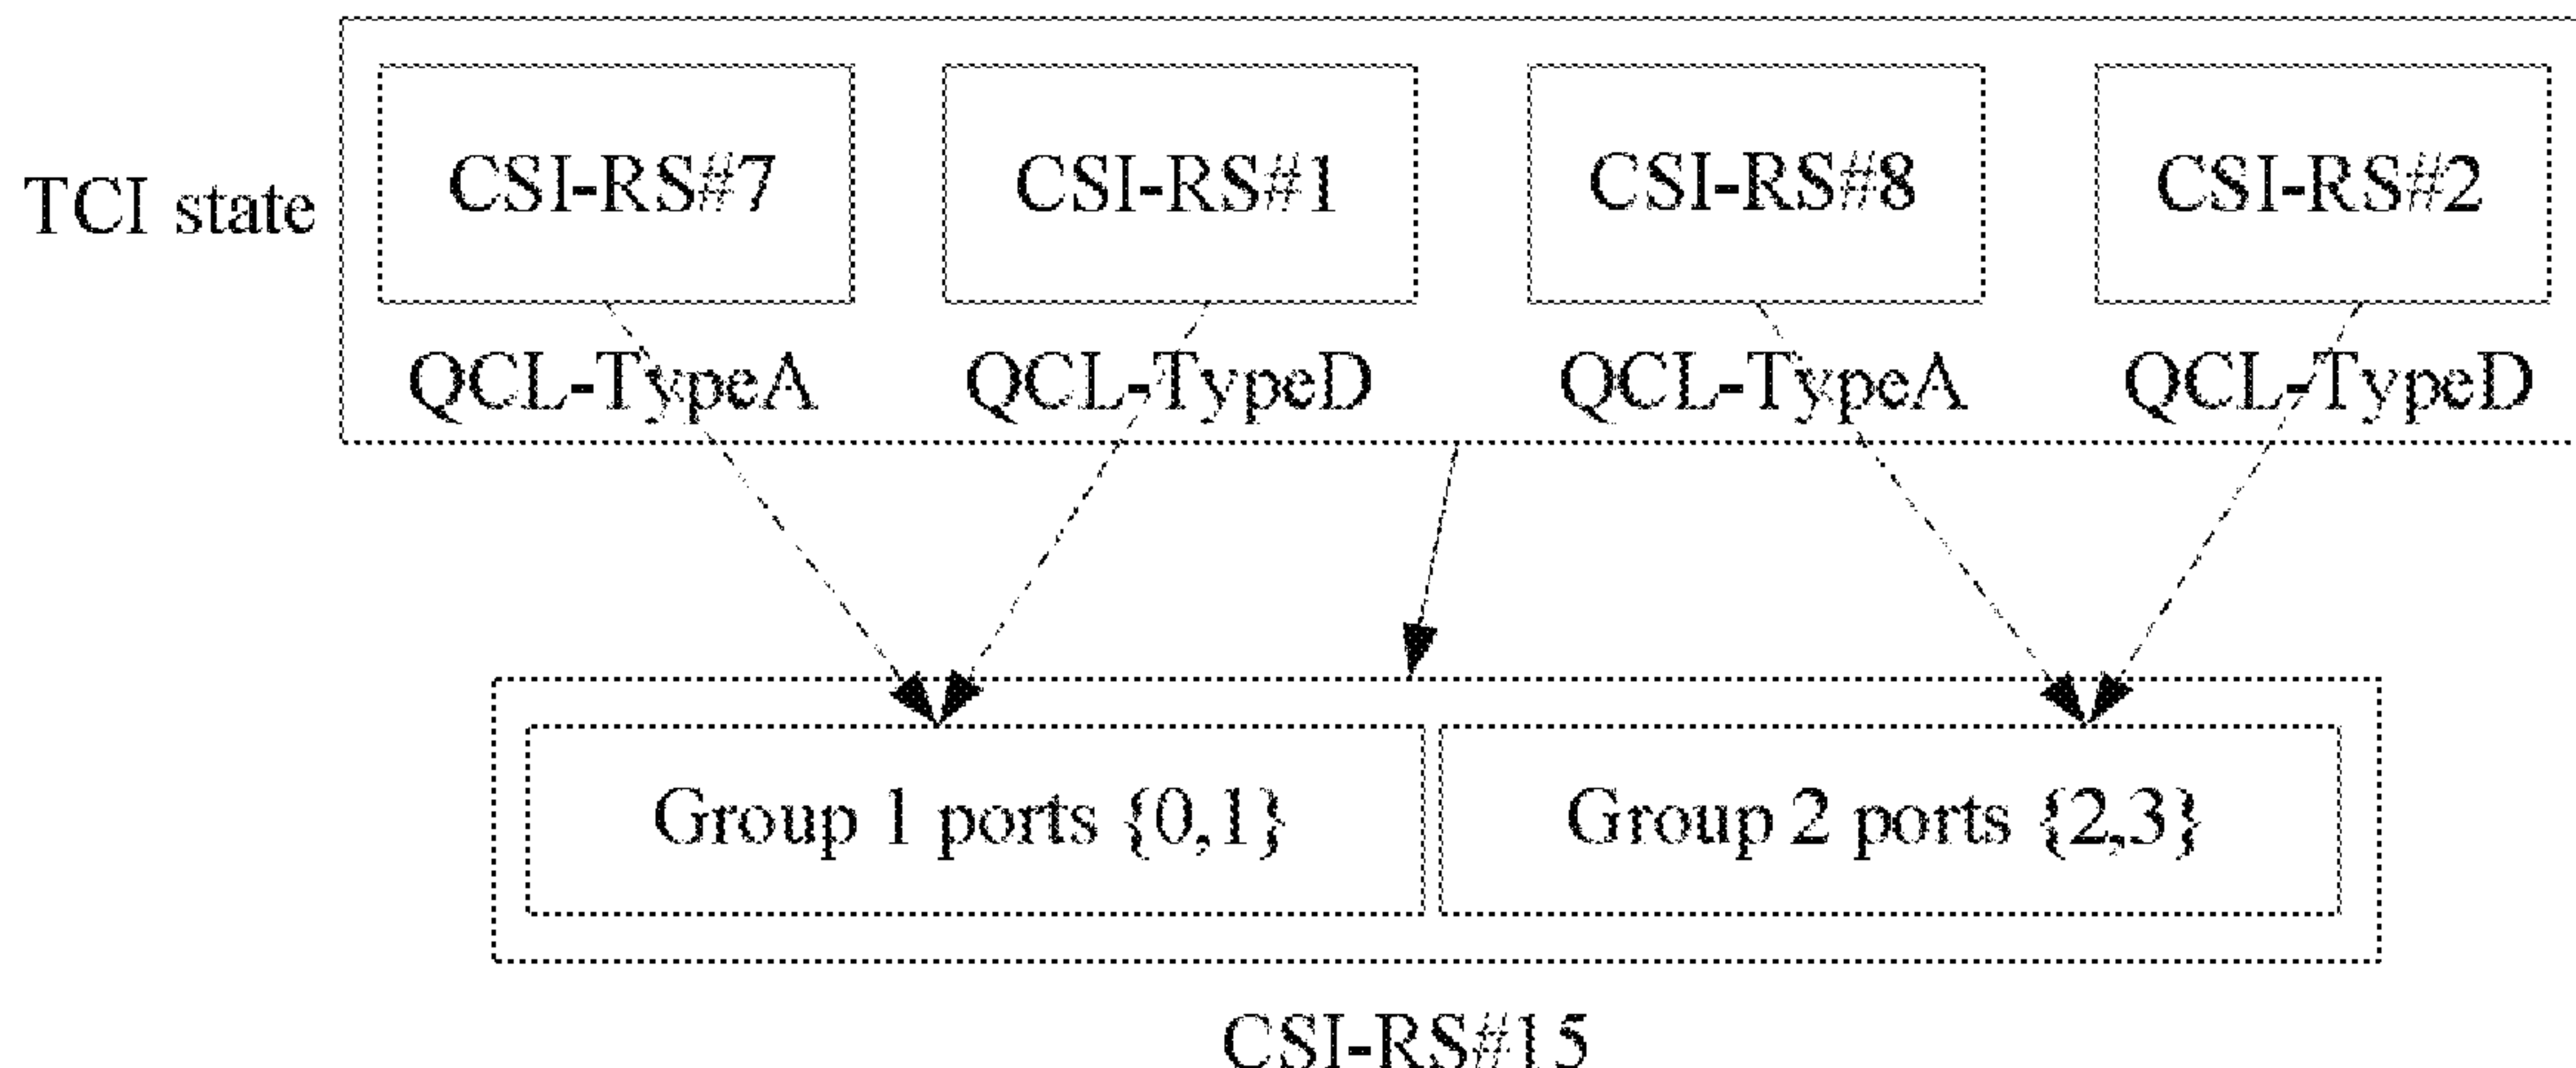 TCI state
CSI-RS#7
CSI-RS#1
CSI-RS#8
CSI-RS#2
QCL-TypeA
QCL-TypeD
QCL-TypeA
QCL-TypeD
Group 1 ports {0,1}
Group 2 ports {2,3}
CSI-RS#15